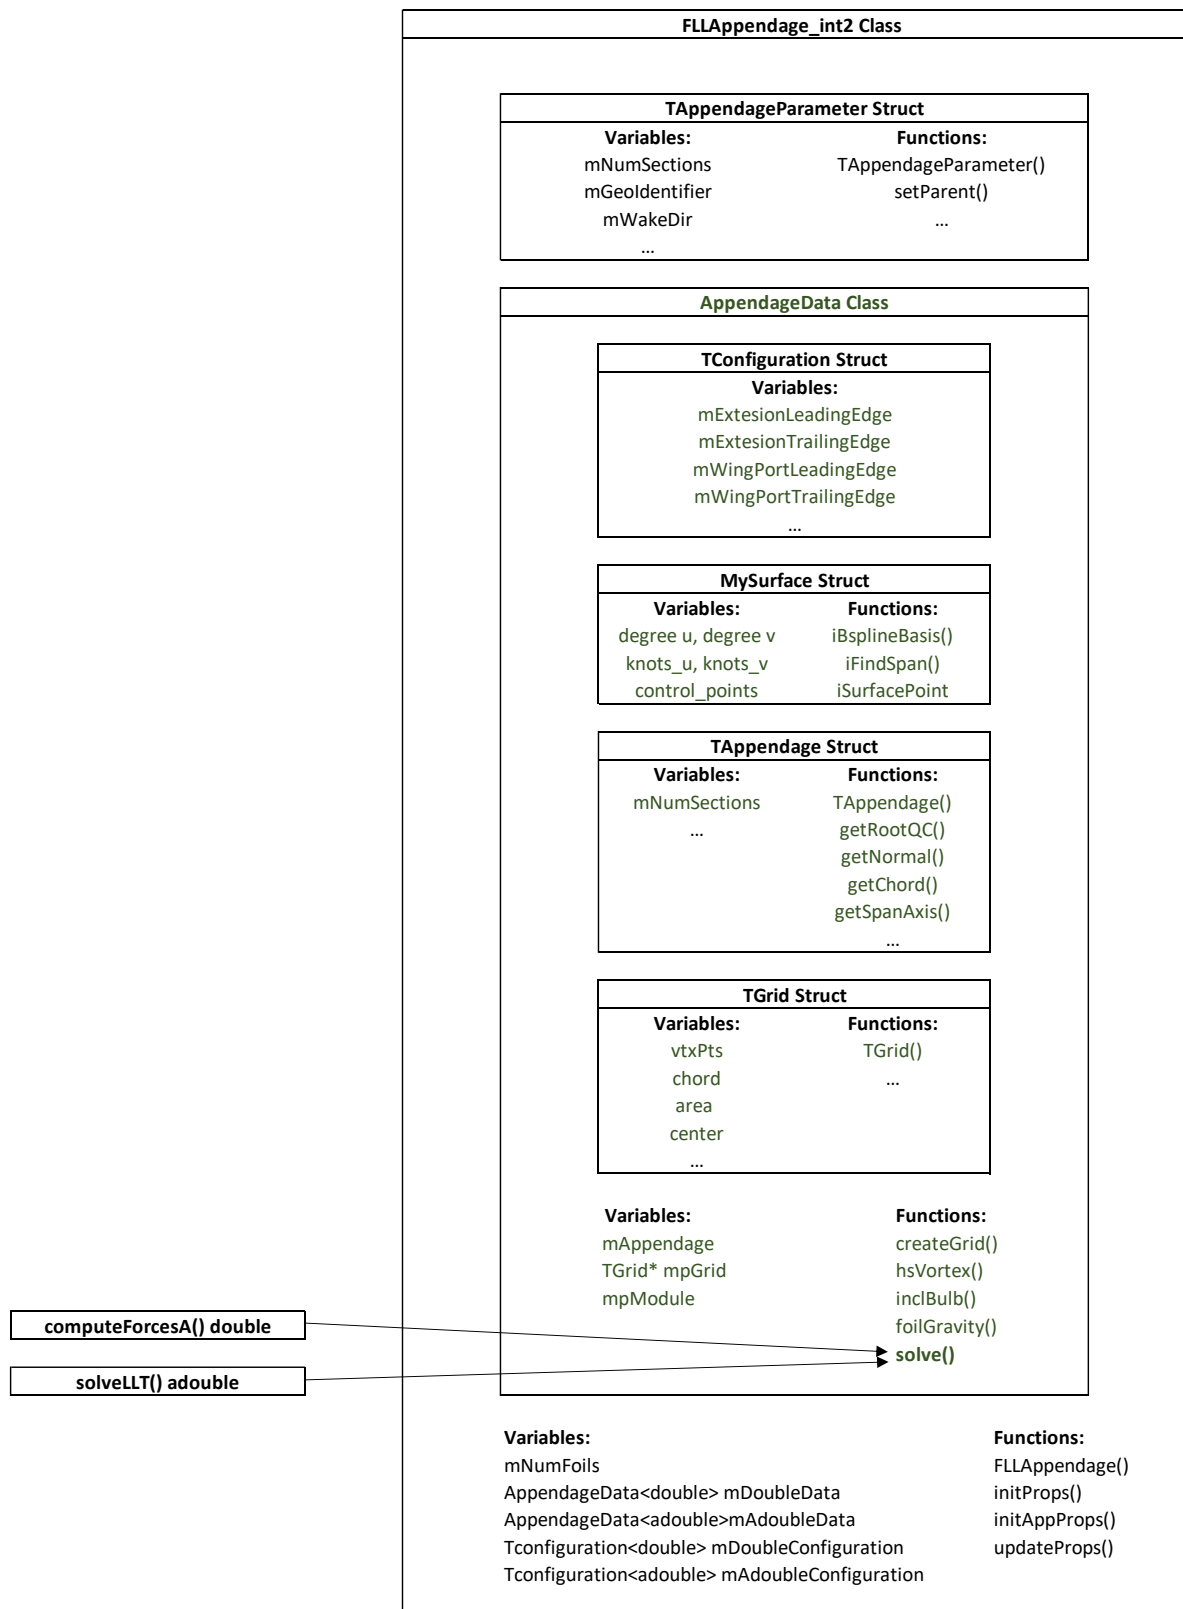 FLLAppendage_int2 Class
TAppendageParameter Struct
Variables: Functions:
mNumSections TAppendageParameter()
mGeoIdentifier setParent()
mWakeDir ...
...
AppendageData Class
TConfiguration Struct
Variables:
mExtesionLeadingEdge
mExtesionTrailingEdge
mWingPortLeadingEdge
mWingPortTrailingEdge
...
MySurface Struct
Variables: Functions:
degree u, degree v iBsplineBasis()
knots_u, knots_v iFindSpan()
control_points iSurfacePoint
TAppendage Struct
Variables: Functions:
mNumSections TAppendage()
... getRootQC()
getNormal()
getChord()
getSpanAxis()
...
TGrid Struct
Variables: Functions:
vtxPts TGrid()
chord ...
area
center
...
Variables: Functions:
mAppendage createGrid()
TGrid* mpGrid hsVortex()
mpModule inclBulb()
computeForcesA() double foilGravity()
solve()
solveLLT() adouble
Variables: Functions:
mNumFoils FLLAppendage()
AppendageData<double> mDoubleData initProps()
AppendageData<adouble>mAdoubleData initAppProps()
Tconfiguration<double> mDoubleConfiguration updateProps()
Tconfiguration<adouble> mAdoubleConfiguration